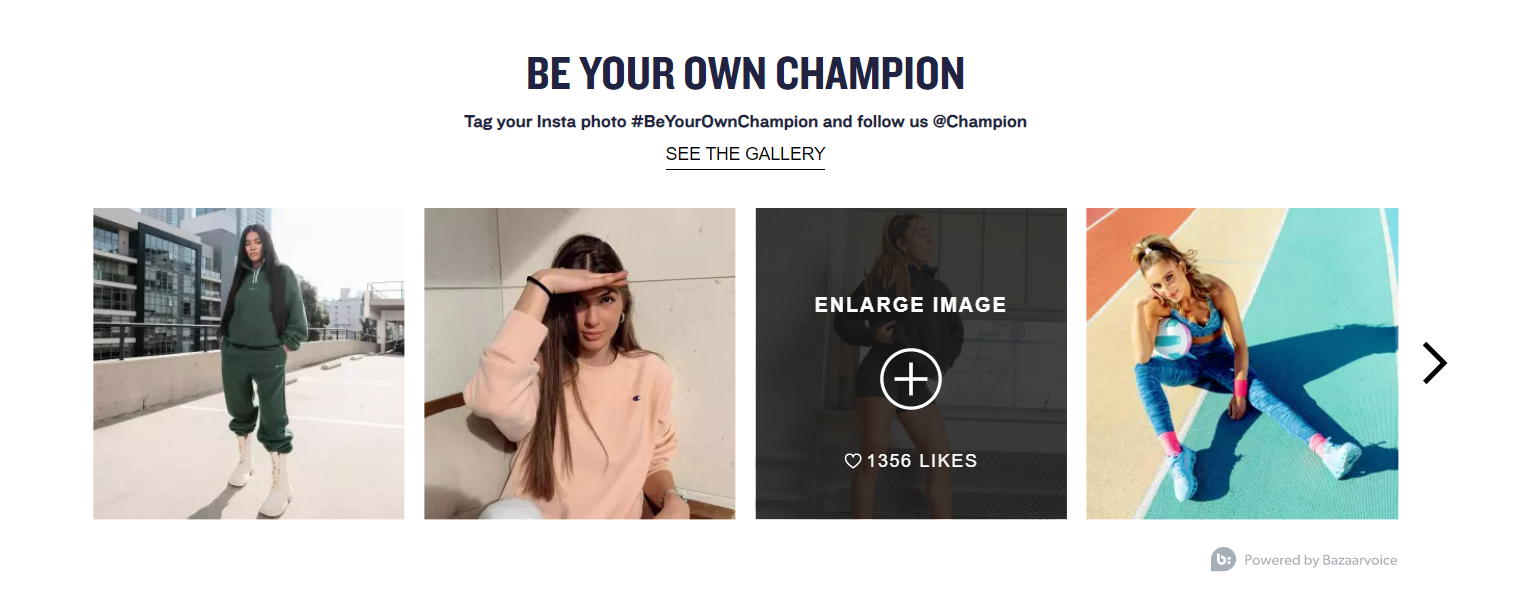 BE YOUR OWN CHAMPION
Tag your Insta photo #BeYourOwnChampion and follow us @Champion
SEE THE GALLERY
ENLARGE IMAGE
1356 LIKES
b: Powered by Bazaarvoice